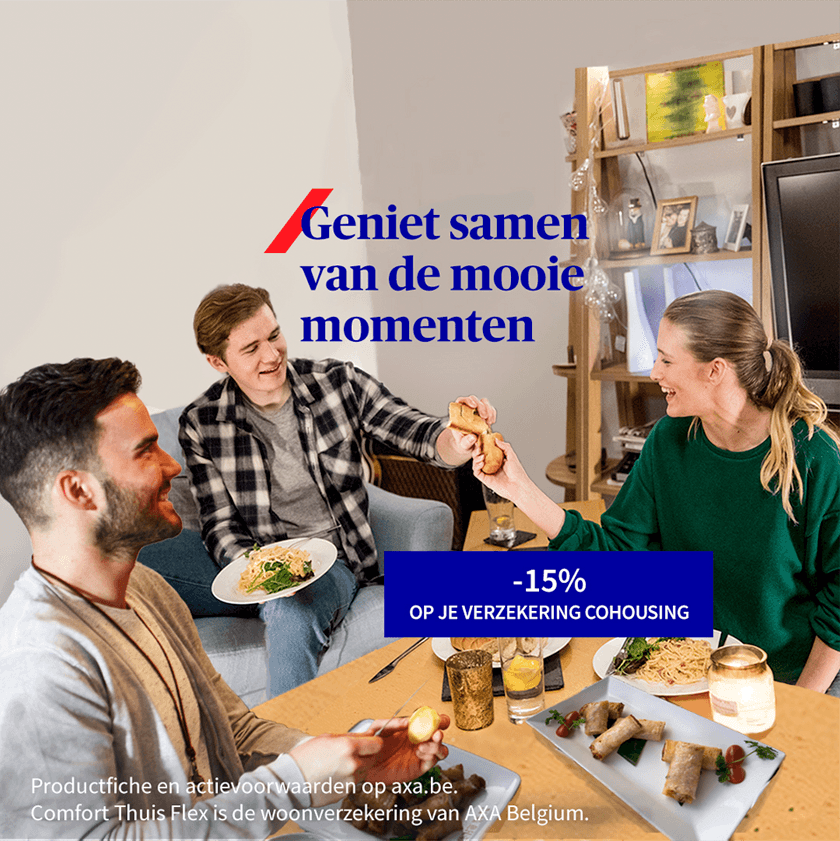 Geniet samen
van de mooie
momenten
-15%
OP JE VERZEKERING COHOUSING
Productfiche en actievoorwaarden op axa.be.
Comfort Thuis Flex is de woonverzekering van AXA Belgium.